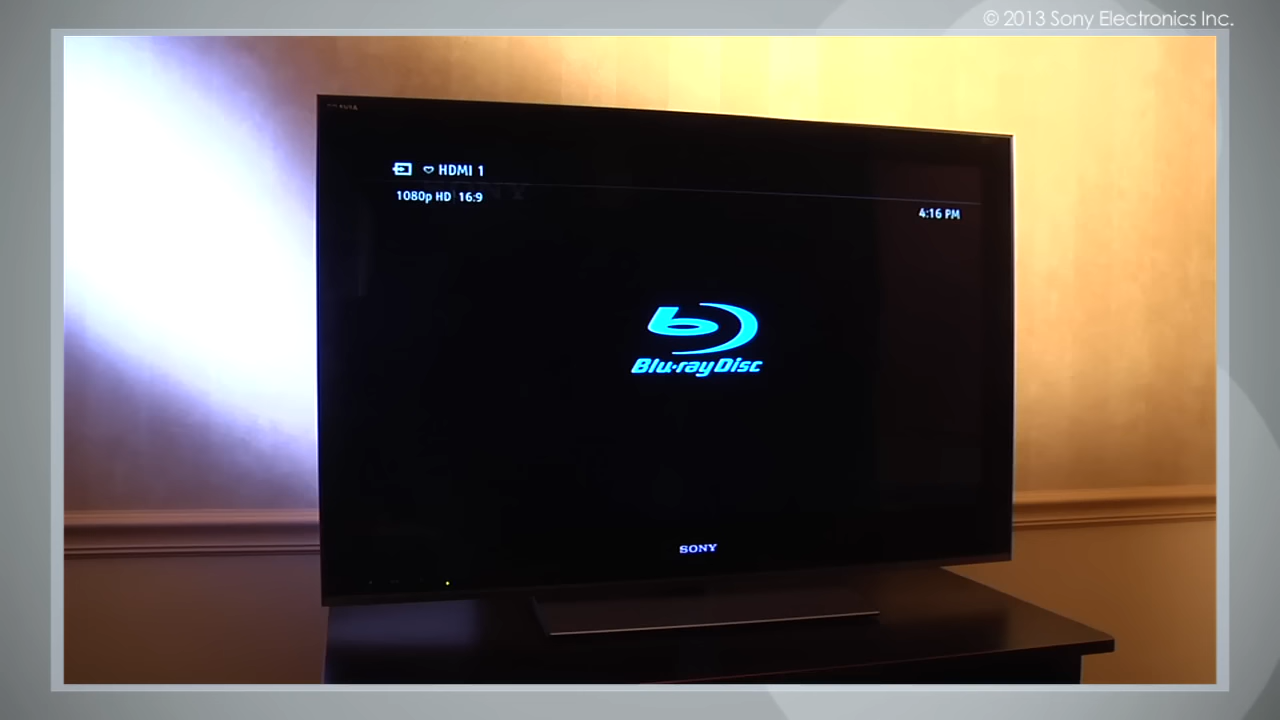 © 2013 Sony Electronics Inc.
HDMI 1
1080p HD 16:9
4:16 PM
Blu-ray Disc
SONY